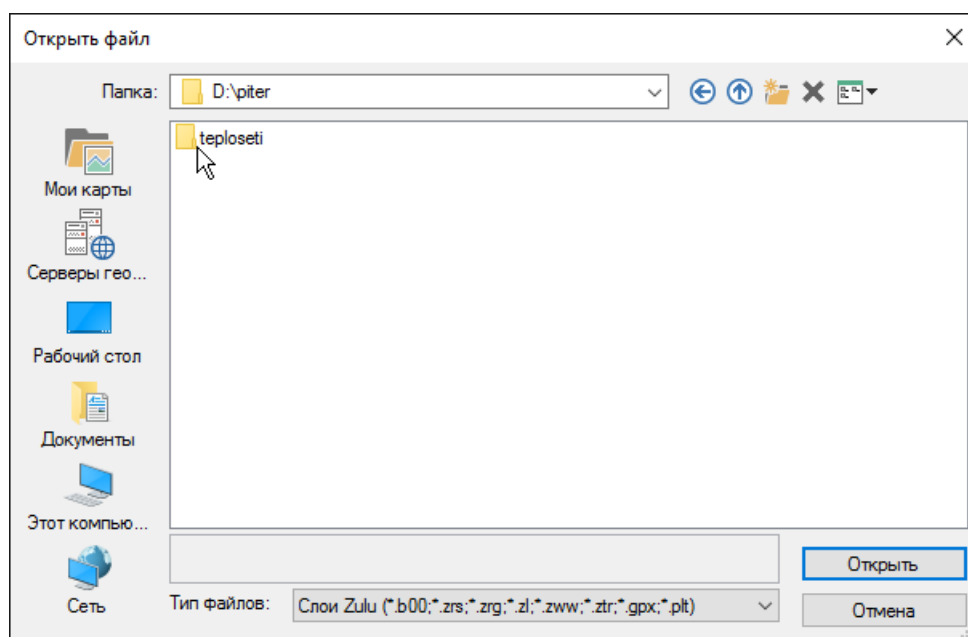 Открыть файл
Папка:
D:\piter
teploseti
Мои карты
Серверы гео...
Рабочий стол
Документы
Этот компью...
Сеть
Открыть
Тип файлов:
Слои Zulu (*.b00;*.zrs;*.zrg;*.zl;*.zww;*.ztr;*.gpx;*.plt)
Отмена